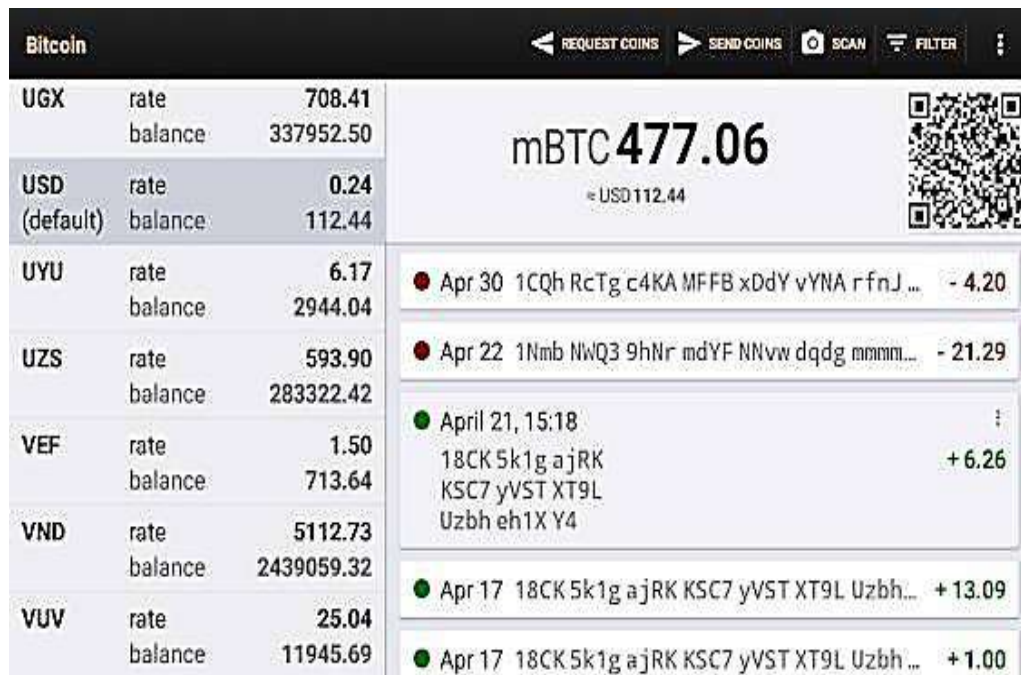 Bitcoin REQUEST COINS SEND COINS SCAN FILTER
UGX rate 708.41
balance 337952.50
USD rate 0.24
(default) balance 112.44
UYU rate 6.17
balance 2944.04
UZS rate 593.90
balance 283322.42
VEF rate 1.50
balance 713.64
VND rate 5112.73
balance 2439059.32
VUV rate 25.04
balance 11945.69
mBTC 477.06
≈ USD 112.44
Apr 30 1CQh RcTg c4KA MFFB xDdY vYNA rfnJ ... - 4.20
Apr 22 1Nmb NWQ3 9hNr mdYF NNvw dqdg mmmm... - 21.29
April 21, 15:18
18CK 5k1g ajRK + 6.26
KSC7 yVST XT9L
Uzbh eh1X Y4
Apr 17 18CK 5k1g ajRK KSC7 yVST XT9L Uzbh... + 13.09
Apr 17 18CK 5k1g ajRK KSC7 yVST XT9L Uzbh ... + 1.00